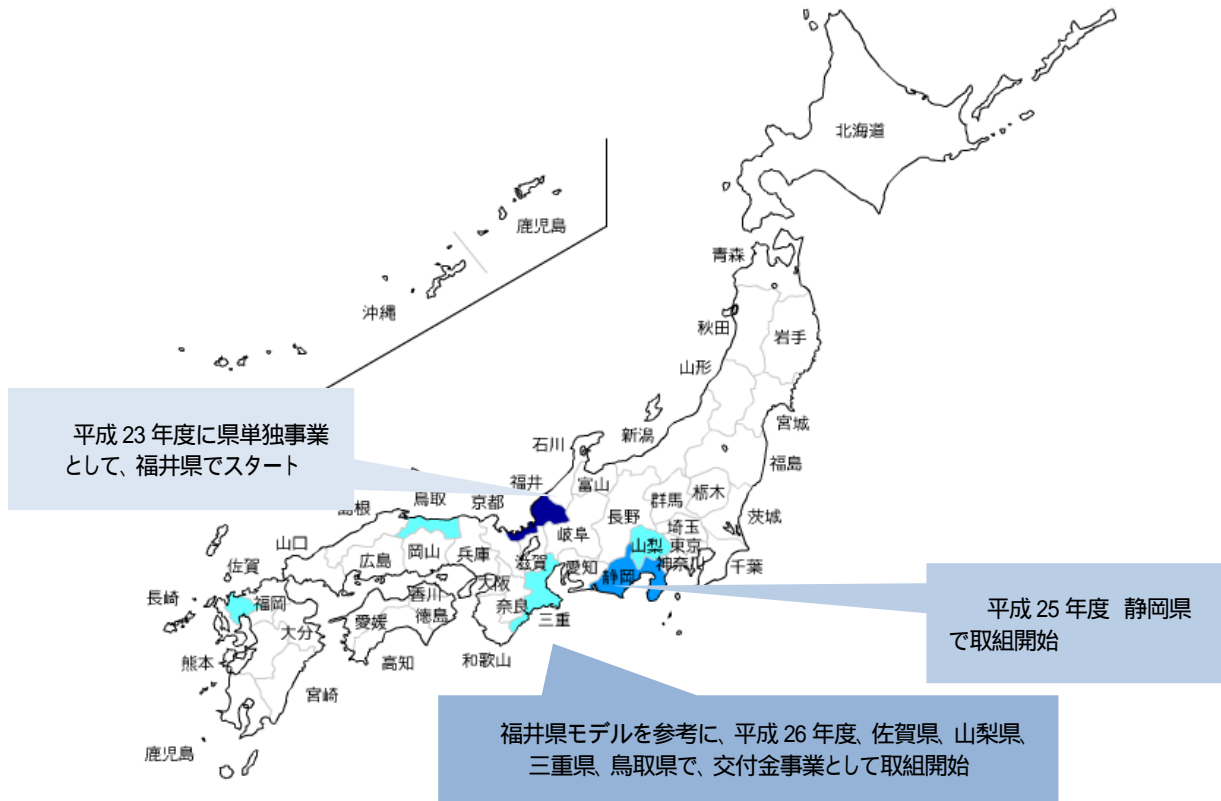 北海道
鹿児島
青森
沖縄
秋田
岩手
山形
平成 23 年度に県単独事業
として、福井県でスタート
宮城
石川
新潟
福島
福井
富山
群馬
栃木
鳥取
京都
島根
長野
茨城
岐阜
埼玉
山口
広島
岡山
兵庫
滋賀
愛知
山梨
東京
佐賀
静岡
神奈川
千葉
長崎
福岡
香川
大阪
奈良
三重
大分
愛媛
徳島
平成 25 年度 静岡県
で取組開始
熊本
高知
和歌山
宮崎
鹿児島
福井県モデルを参考に、平成 26 年度、佐賀県、山梨県、
三重県、鳥取県で、交付金事業として取組開始